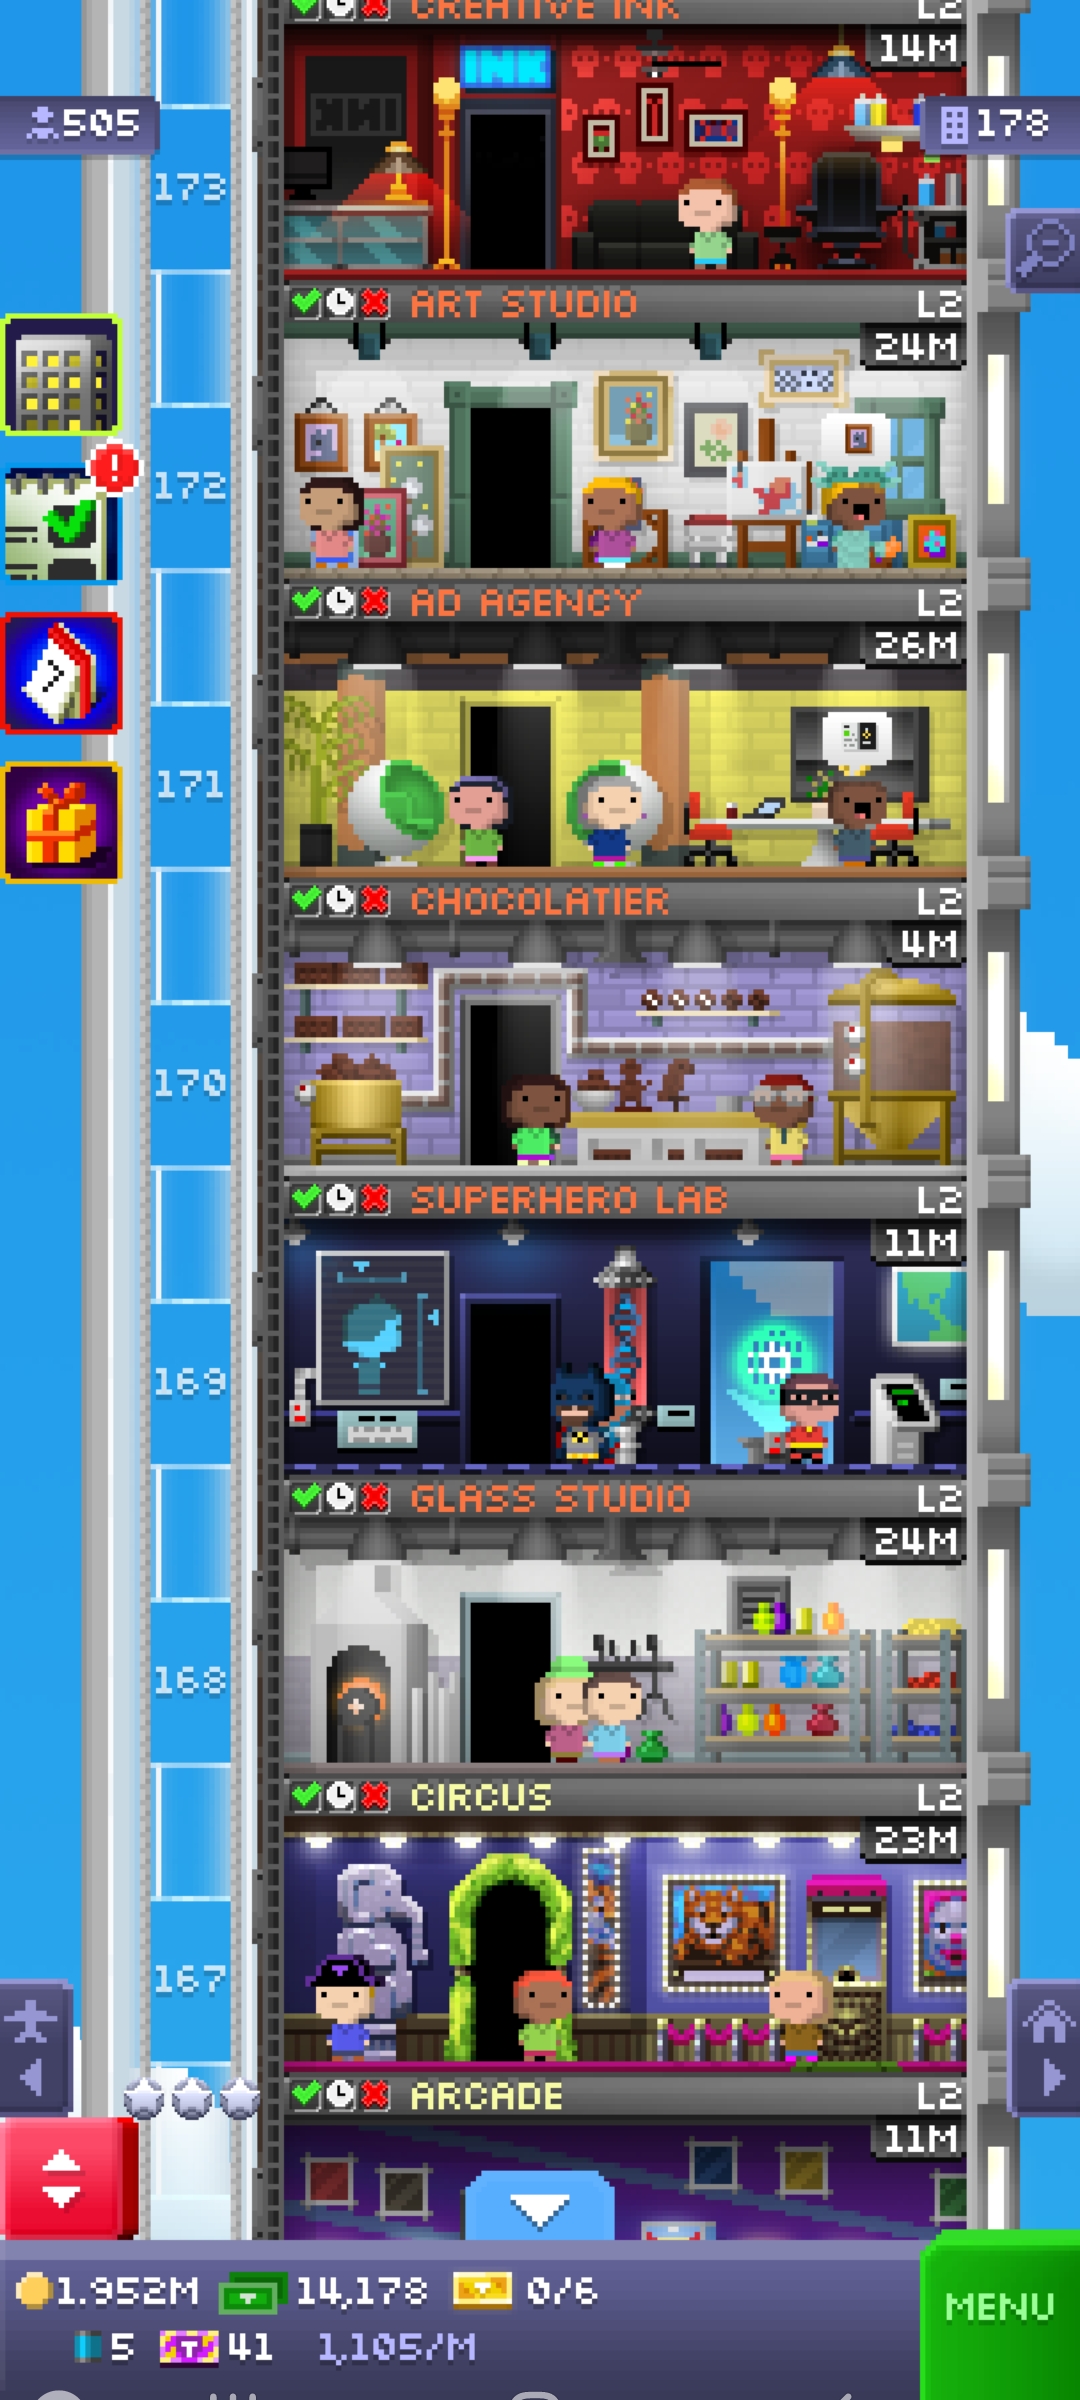 CREATIVE INK L2
14M
INK
505
178
173
ART STUDIO L2
24M
172
AD AGENCY L2
26M
171
CHOCOLATIER L2
4M
170
SUPERHERO LAB L2
11M
169
GLASS STUDIO L2
24M
168
CIRCUS L2
23M
167
ARCADE L2
11M
1.952M 14,178 0/6
MENU
5 41 1,105/M